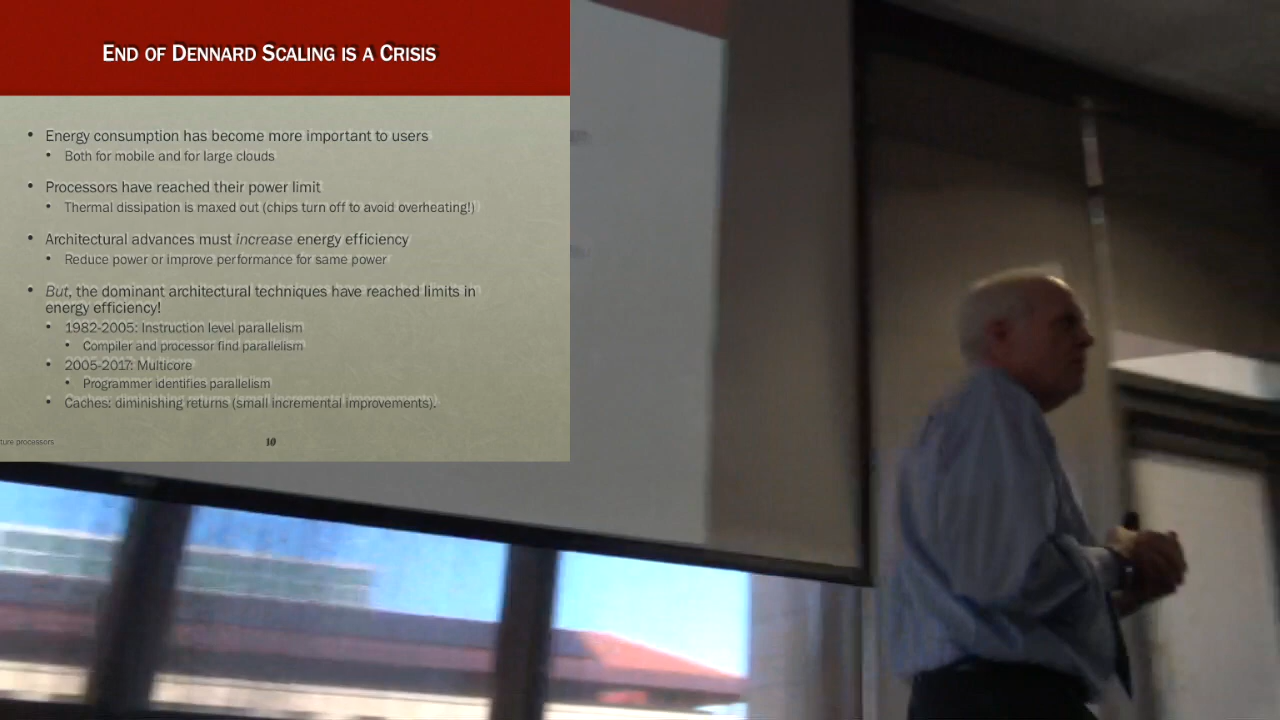 END OF DENNARD SCALING IS A CRISIS
• Energy consumption has become more important to users
• Both for mobile and for large clouds
• Processors have reached their power limit
• Thermal dissipation is maxed out (chips turn off to avoid overheating!)
• Architectural advances must increase energy efficiency
• Reduce power or improve performance for same power
• But, the dominant architectural techniques have reached limits in
energy efficiency!
• 1982-2005: Instruction level parallelism
• Compiler and processor find parallelism
• 2005-2017: Multicore
• Programmer identifies parallelism
• Caches: diminishing returns (small incremental improvements).
ture processors